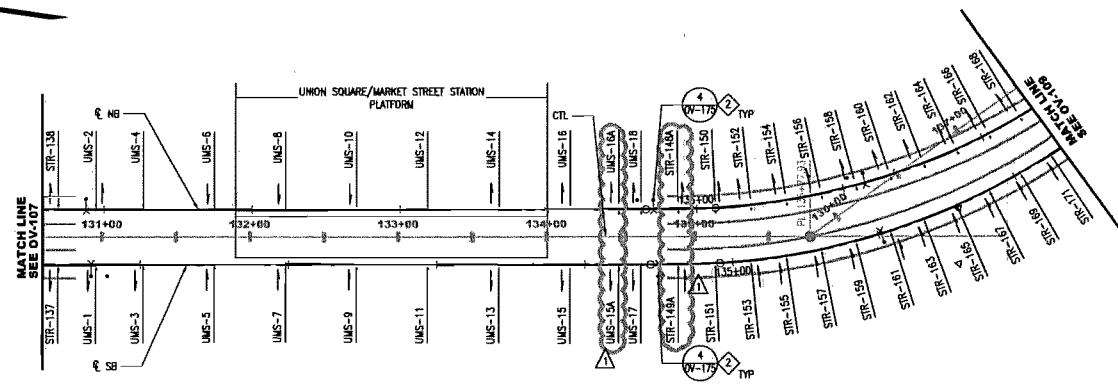 UNION SQUARE/MARKET STREET STATION
PLATFORM
CTL
4
OV-175
2
TYP
℄ NB
STR-138
UMS-2
UMS-4
UMS-6
UMS-8
UMS-10
UMS-12
UMS-14
UMS-16
UMS-16A
UMS-18
STR-148A
STR-150
STR-152
STR-154
STR-156
STR-158
STR-160
STR-162
STR-164
STR-166
STR-168
MATCH LINE
SEE OV-109
MATCH LINE
SEE OV-107
131+00
132+00
133+00
134+00
135+00
135+00
137+00
STR-137
UMS-1
UMS-3
UMS-5
UMS-7
UMS-9
UMS-11
UMS-13
UMS-15
UMS-15A
UMS-17
STR-149A
STR-151
STR-153
STR-155
STR-157
STR-159
STR-161
STR-163
STR-165
STR-167
STR-169
STR-171
℄ SB
1
1
4
OV-175
2
TYP